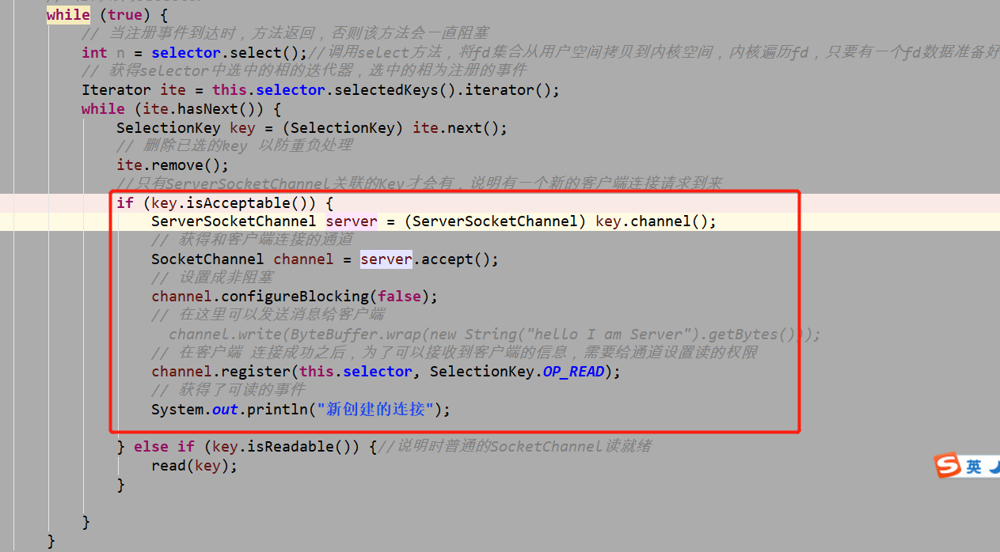 while (true) {
// 当注册事件到达时，方法返回，否则该方法会一直阻塞
int n = selector.select();//调用select方法，将fd集合从用户空间拷贝到内核空间，内核遍历fd，只要有一个fd数据准备好
// 获得selector中选中的相的迭代器，选中的相为注册的事件
Iterator ite = this.selector.selectedKeys().iterator();
while (ite.hasNext()) {
SelectionKey key = (SelectionKey) ite.next();
// 删除已选的key 以防重负处理
ite.remove();
//只有ServerSocketChannel关联的Key才会有，说明有一个新的客户端连接请求到来
if (key.isAcceptable()) {
ServerSocketChannel server = (ServerSocketChannel) key.channel();
// 获得和客户端连接的通道
SocketChannel channel = server.accept();
// 设置成非阻塞
channel.configureBlocking(false);
// 在这里可以发送消息给客户端
channel.write(ByteBuffer.wrap(new String("hello I am Server").getBytes()));
// 在客户端 连接成功之后，为了可以接收到客户端的信息，需要给通道设置读的权限
channel.register(this.selector, SelectionKey.OP_READ);
// 获得了可读的事件
System.out.println("新创建的连接");
} else if (key.isReadable()) {//说明时普通的SocketChannel读就绪
read(key);
}
}
}
S 英